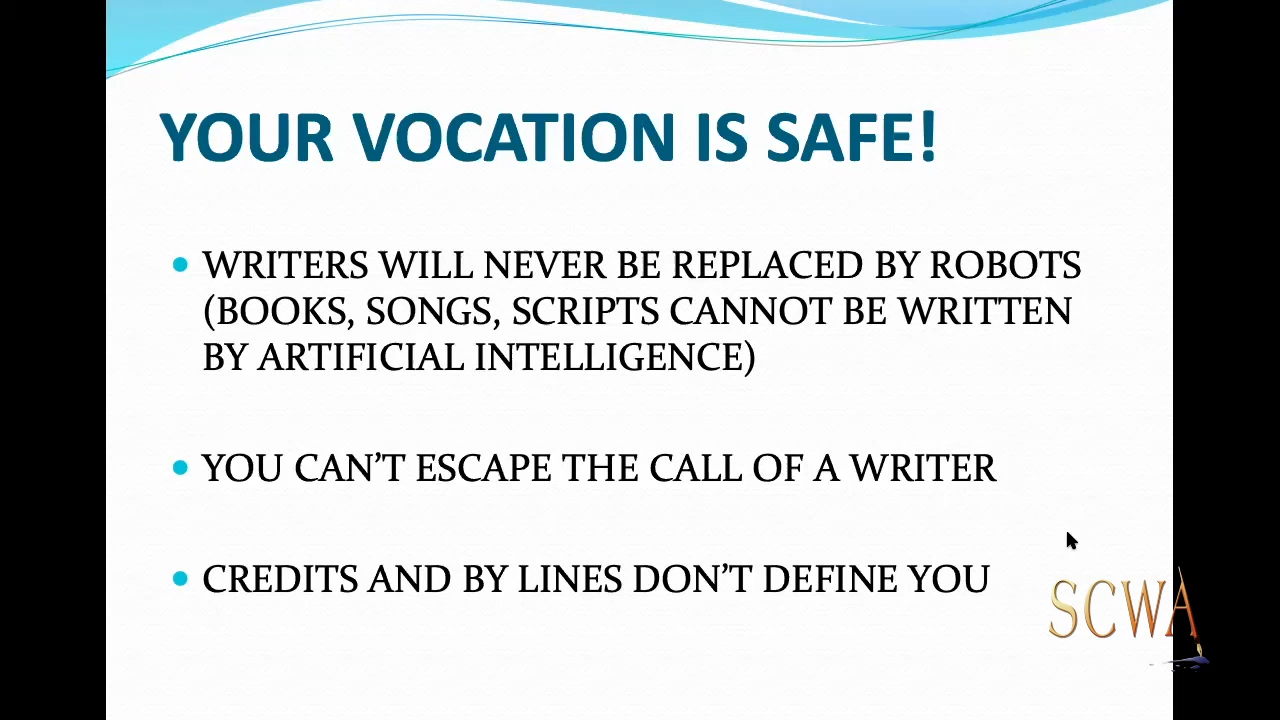 YOUR VOCATION IS SAFE!
• WRITERS WILL NEVER BE REPLACED BY ROBOTS
(BOOKS, SONGS, SCRIPTS CANNOT BE WRITTEN
BY ARTIFICIAL INTELLIGENCE)
• YOU CAN’T ESCAPE THE CALL OF A WRITER
• CREDITS AND BY LINES DON’T DEFINE YOU
SCWA